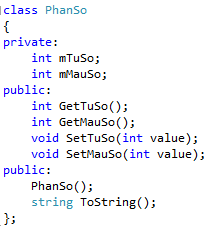 class PhanSo
{
private:
    int mTuSo;
    int mMauSo;
public:
    int GetTuSo();
    int GetMauSo();
    void SetTuSo(int value);
    void SetMauSo(int value);
public:
    PhanSo();
    string ToString();
};